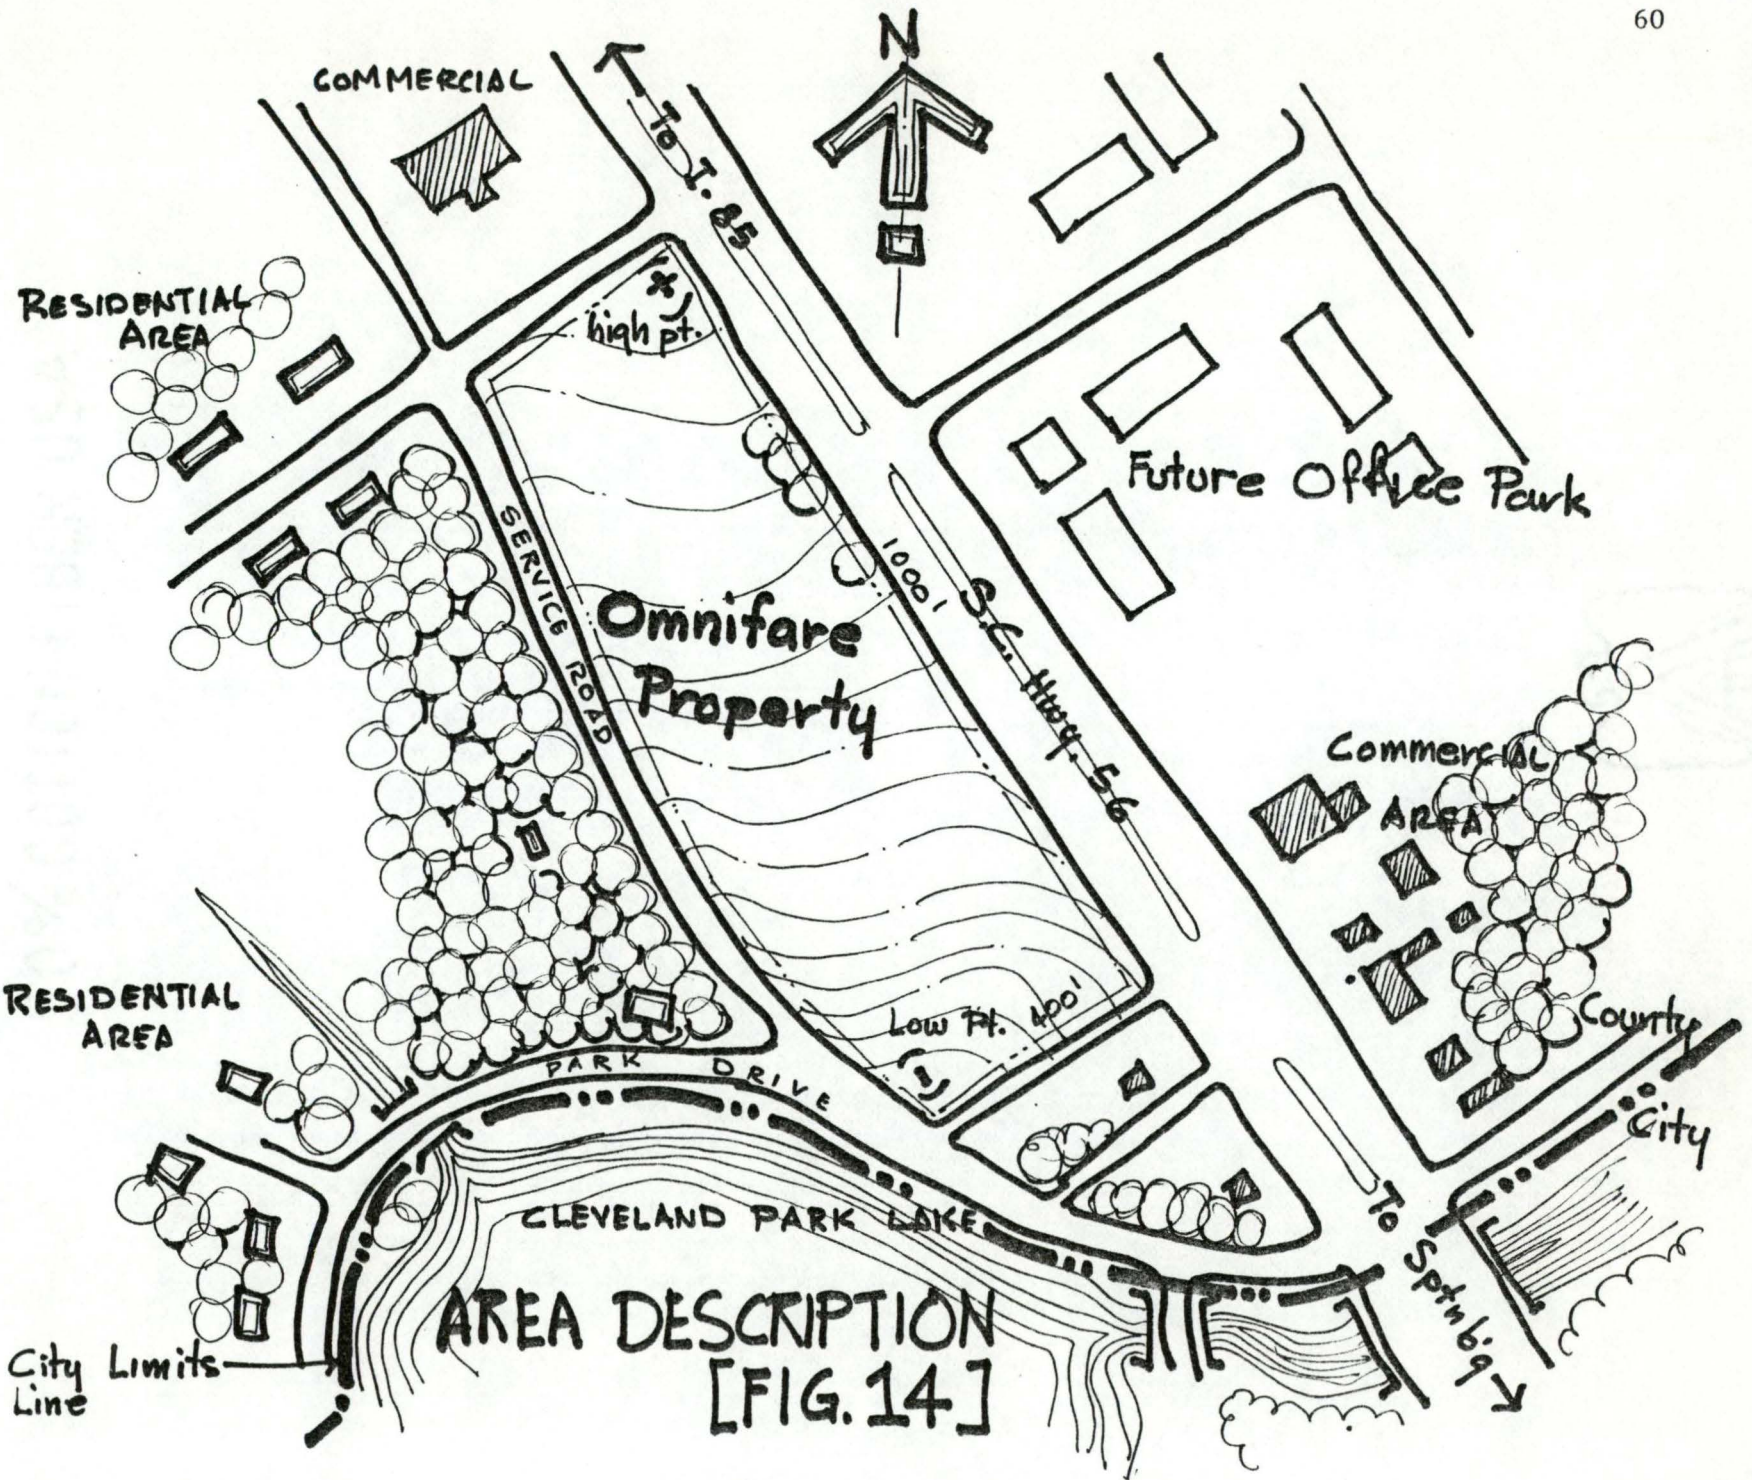 60
N
COMMERCIAL
To I. 85
RESIDENTIAL
AREA
high pt.
Future Office Park
SERVICE ROAD
1000'
S.C. Hwy. 56
Omnifare
Property
Commercial
AREA
RESIDENTIAL
AREA
Low Pt. 400'
County
City
PARK DRIVE
CLEVELAND PARK LAKE
To Sptnbig
AREA DESCRIPTION
[FIG. 14]
City Limits
Line